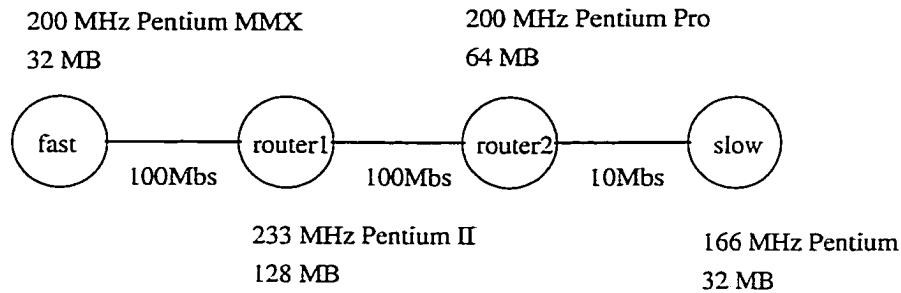 200 MHz Pentium MMX
32 MB
200 MHz Pentium Pro
64 MB
fast
router1
router2
slow
100Mbs
100Mbs
10Mbs
233 MHz Pentium II
128 MB
166 MHz Pentium
32 MB